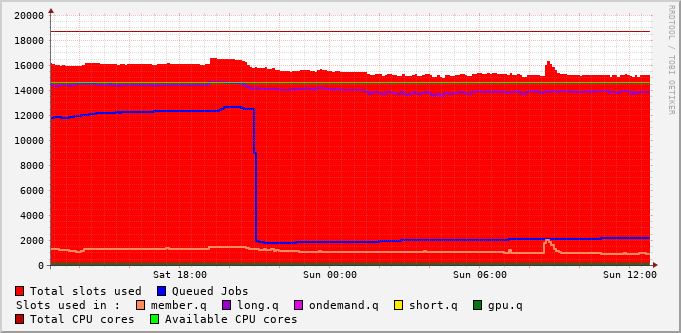 RRDTOOL / TOBI OETIKER
20000
18000
16000
14000
12000
10000
8000
6000
4000
2000
0
Sat 18:00 Sun 00:00 Sun 06:00 Sun 12:00
Total slots used Queued Jobs
Slots used in : member.q long.q ondemand.q short.q gpu.q
Total CPU cores Available CPU cores